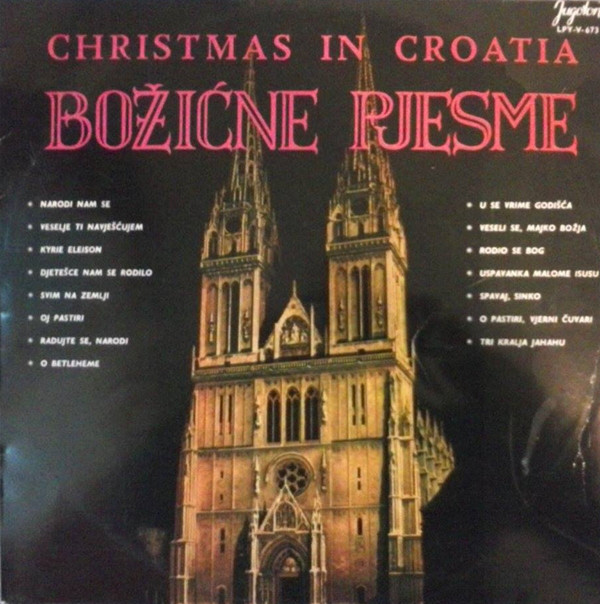 Jugoton
LPY-V-673
CHRISTMAS IN CROATIA
BOŽIĆNE PJESME
* NARODI NAM SE
* VESELJE TI NAVJEŠĆUJEM
* KYRIE ELEISON
* DJETEŠCE NAM SE RODILO
* SVIM NA ZEMLJI
* OJ PASTIRI
* RADUJTE SE, NARODI
* O BETLEHEME
* U SE VRIME GODIŠĆA
* VESELI SE, MAJKO BOŽJA
* RODIO SE BOG
* USPAVANKA MALOME ISUSU
* SPAVAJ, SINKO
* O PASTIRI, VJERNI ČUVARI
* TRI KRALJA JAHAHU